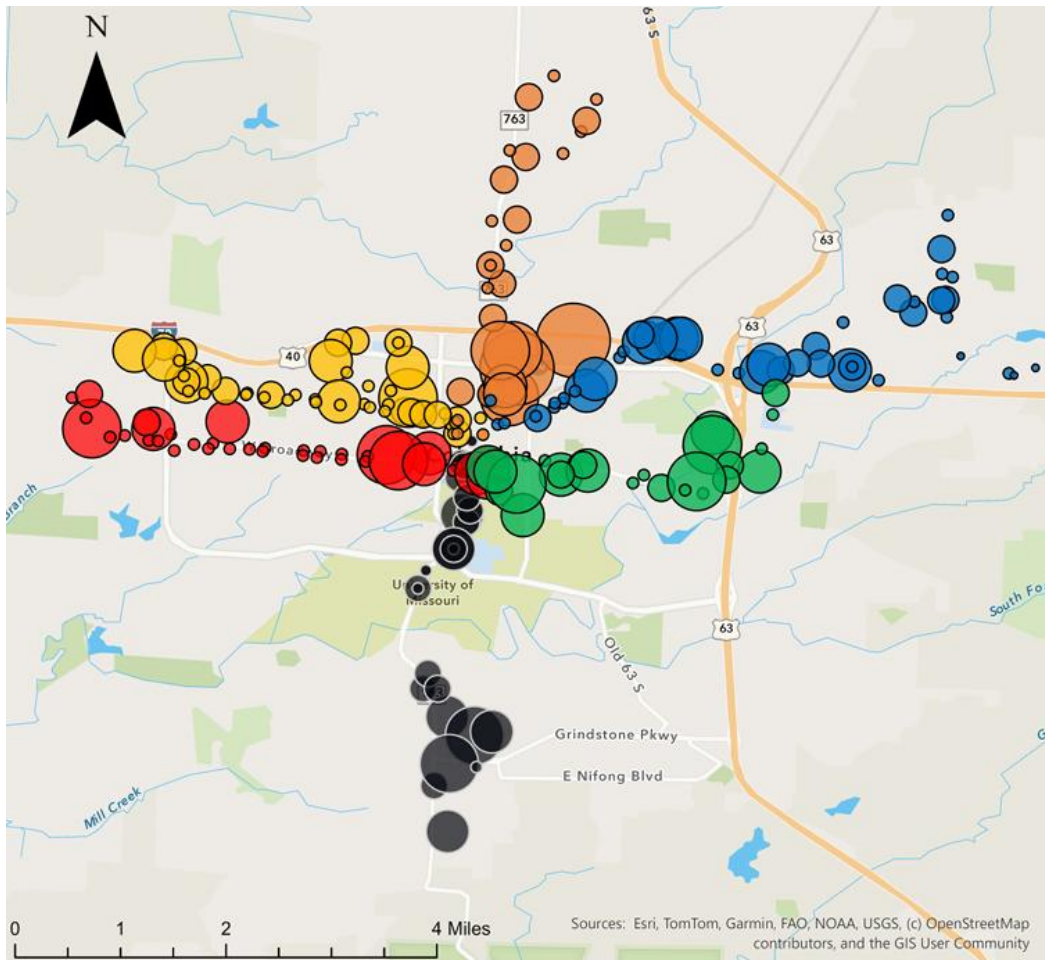 N
63 S
763
63
63
40
W Broadway
University of
Missouri
Branch
South Fo
63
Old 63 S
Grindstone Pkwy
E Nifong Blvd
Mill Creek
G
0 1 2 4 Miles
Sources: Esri, TomTom, Garmin, FAO, NOAA, USGS, (c) OpenStreetMap
contributors, and the GIS User Community